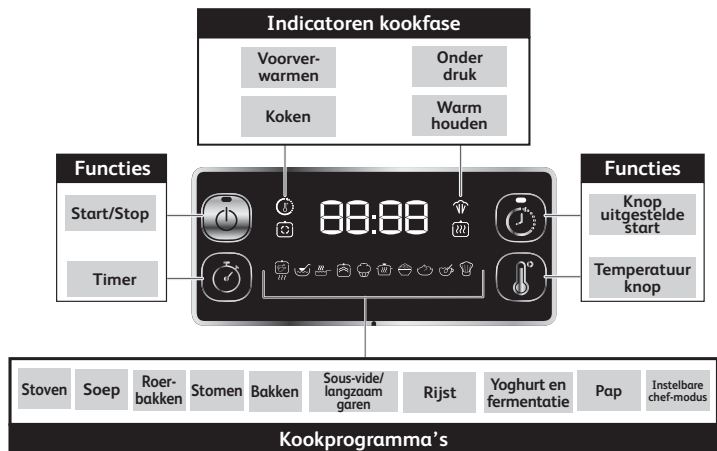 Indicatoren kookfase
Voorver-
warmen
Onder
druk
Koken
Warm
houden
Functies
Start/Stop
Timer
88:88
Functies
Knop
uitgestelde
start
Temperatuur
knop
Stoven
Soep
Roer-
bakken
Stomen
Bakken
Sous-vide/
langzaam
garen
Rijst
Yoghurt en
fermentatie
Pap
Instelbare
chef-modus
Kookprogramma's